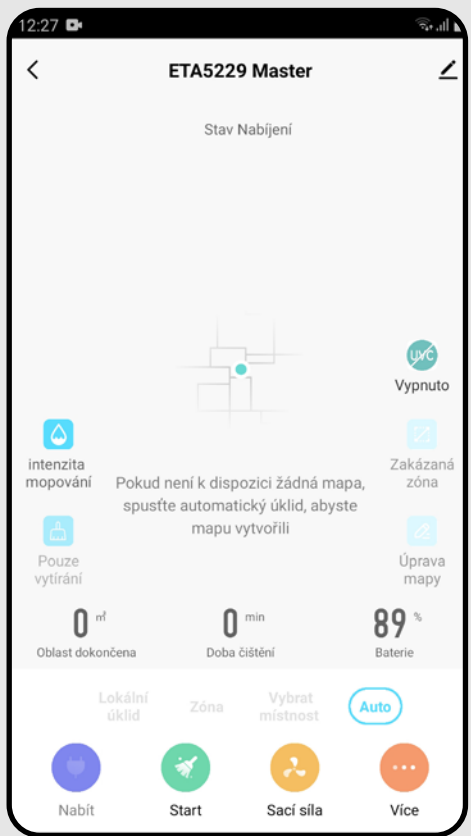 12:27
ETA5229 Master
Stav Nabíjení
UVC
Vypnuto
intenzita
mopování
Zakázaná
zóna
Pokud není k dispozici žádná mapa,
spusťte automatický úklid, abyste
mapu vytvořili
Pouze
vytírání
Úprava
mapy
0 ㎡
0 min
89 %
Oblast dokončena
Doba čištění
Baterie
Lokální
úklid
Zóna
Vybrat
místnost
Auto
Nabít
Start
Sací síla
Více